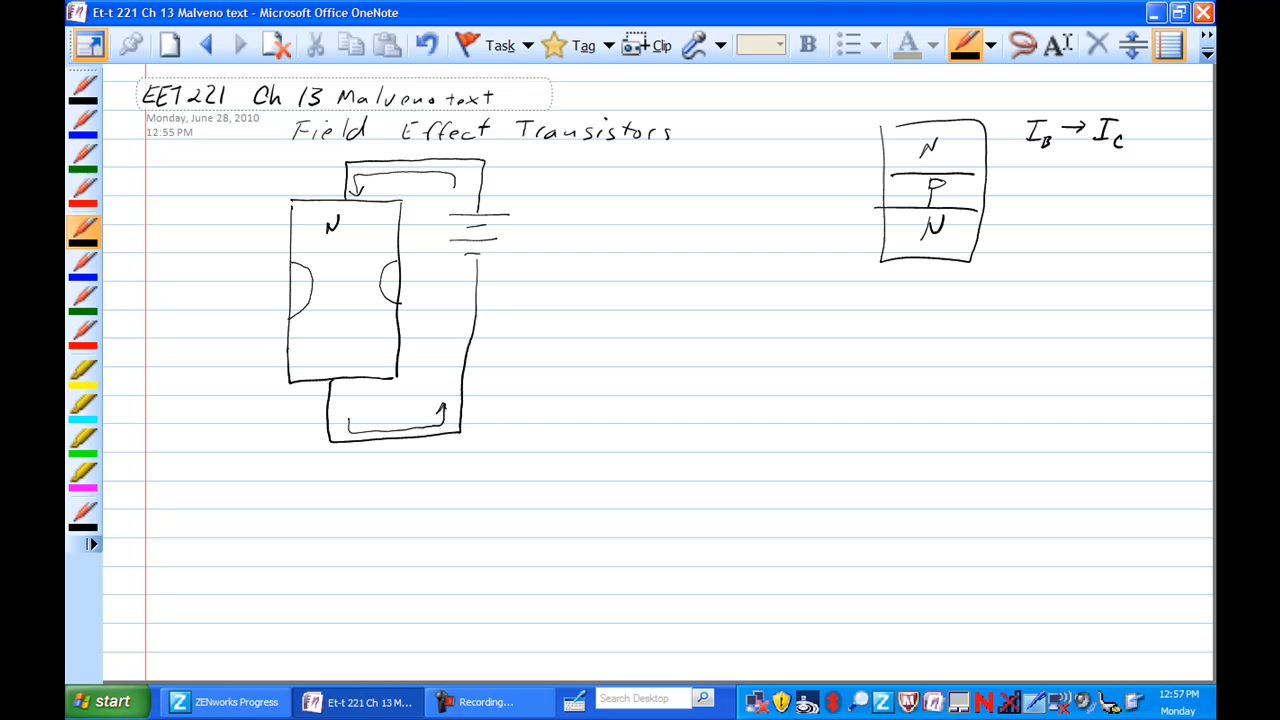 Et-t 221 Ch 13 Malveno text - Microsoft Office OneNote
Task Tag Clip B A A
EET 221 Ch 13 Malveno text
Monday, June 28, 2010
12:55 PM
Field Effect Transistors
N
P
N
IB → IC
N
start ZENworks Progress Et-t 221 Ch 13 M... Recording... Search Desktop 12:57 PM
Monday